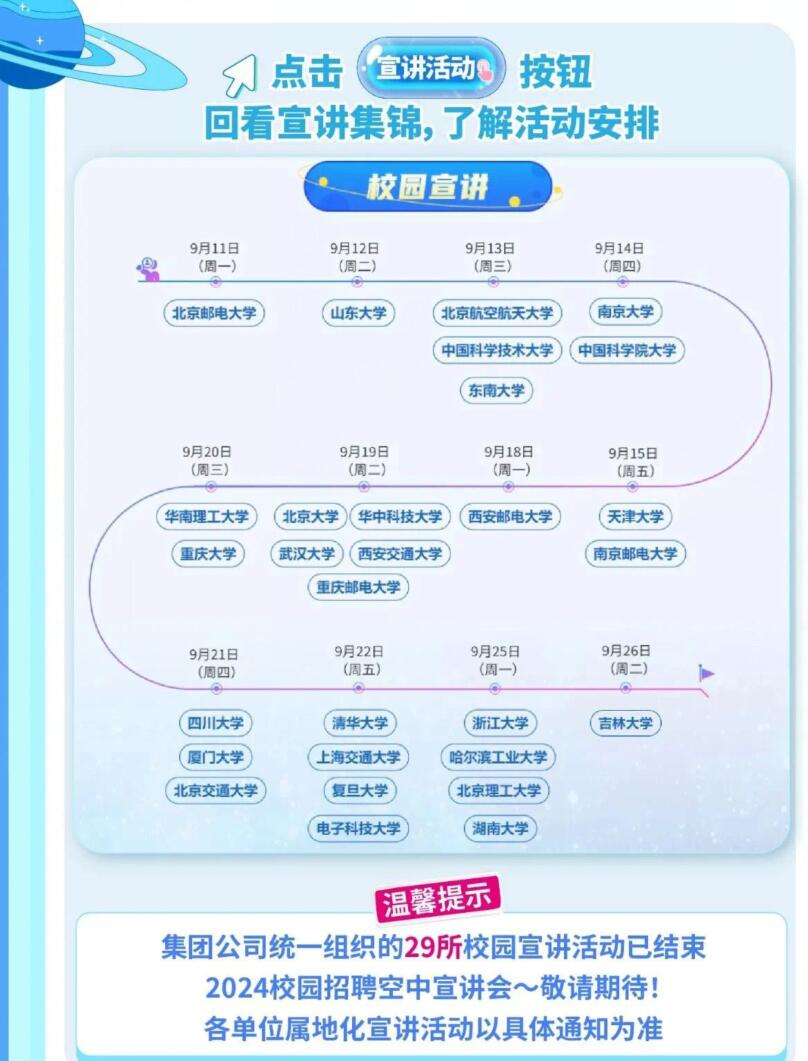 点击 宣讲活动 按钮
回看宣讲集锦,了解活动安排
校园宣讲
9月11日 9月12日 9月13日 9月14日
（周一） （周二） （周三） （周四）
北京邮电大学 山东大学 北京航空航天大学 南京大学
中国科学技术大学 中国科学院大学
东南大学
9月20日 9月19日 9月18日 9月15日
（周三） （周二） （周一） （周五）
华南理工大学 北京大学 华中科技大学 西安邮电大学 天津大学
重庆大学 武汉大学 西安交通大学 南京邮电大学
重庆邮电大学
9月21日 9月22日 9月25日 9月26日
（周四） （周五） （周一） （周二）
四川大学 清华大学 浙江大学 吉林大学
厦门大学 上海交通大学 哈尔滨工业大学
北京交通大学 复旦大学 北京理工大学
电子科技大学 湖南大学
温馨提示
集团公司统一组织的29所校园宣讲活动已结束
2024校园招聘空中宣讲会～敬请期待!
各单位属地化宣讲活动以具体通知为准